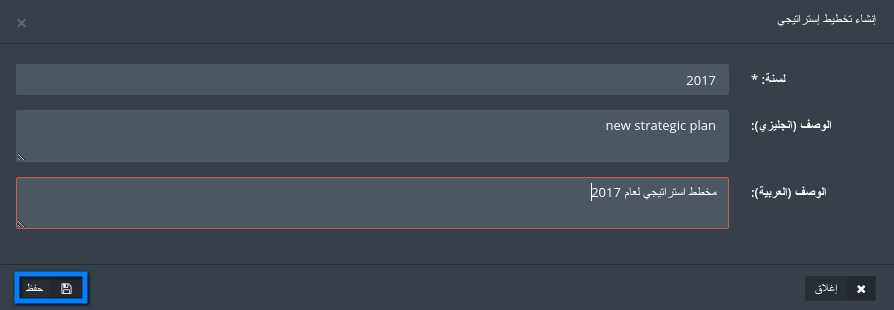 إنشاء تخطيط إستراتيجي
×
لسنة: *
2017
الوصف (انجليزي):
new strategic plan
الوصف (العربية):
مخطط استراتيجي لعام 2017
إغلاق
حفظ